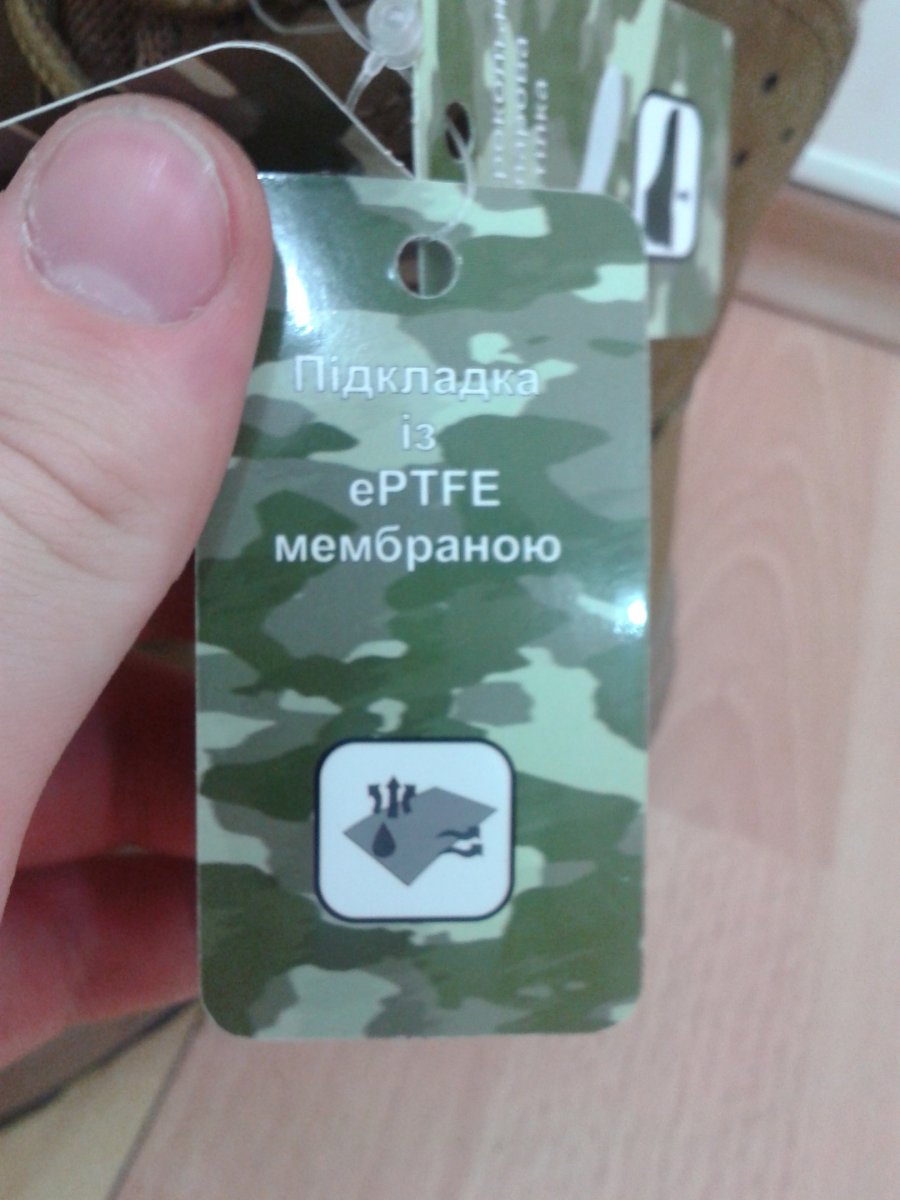 Підкладка
із
ePTFE
мембраною